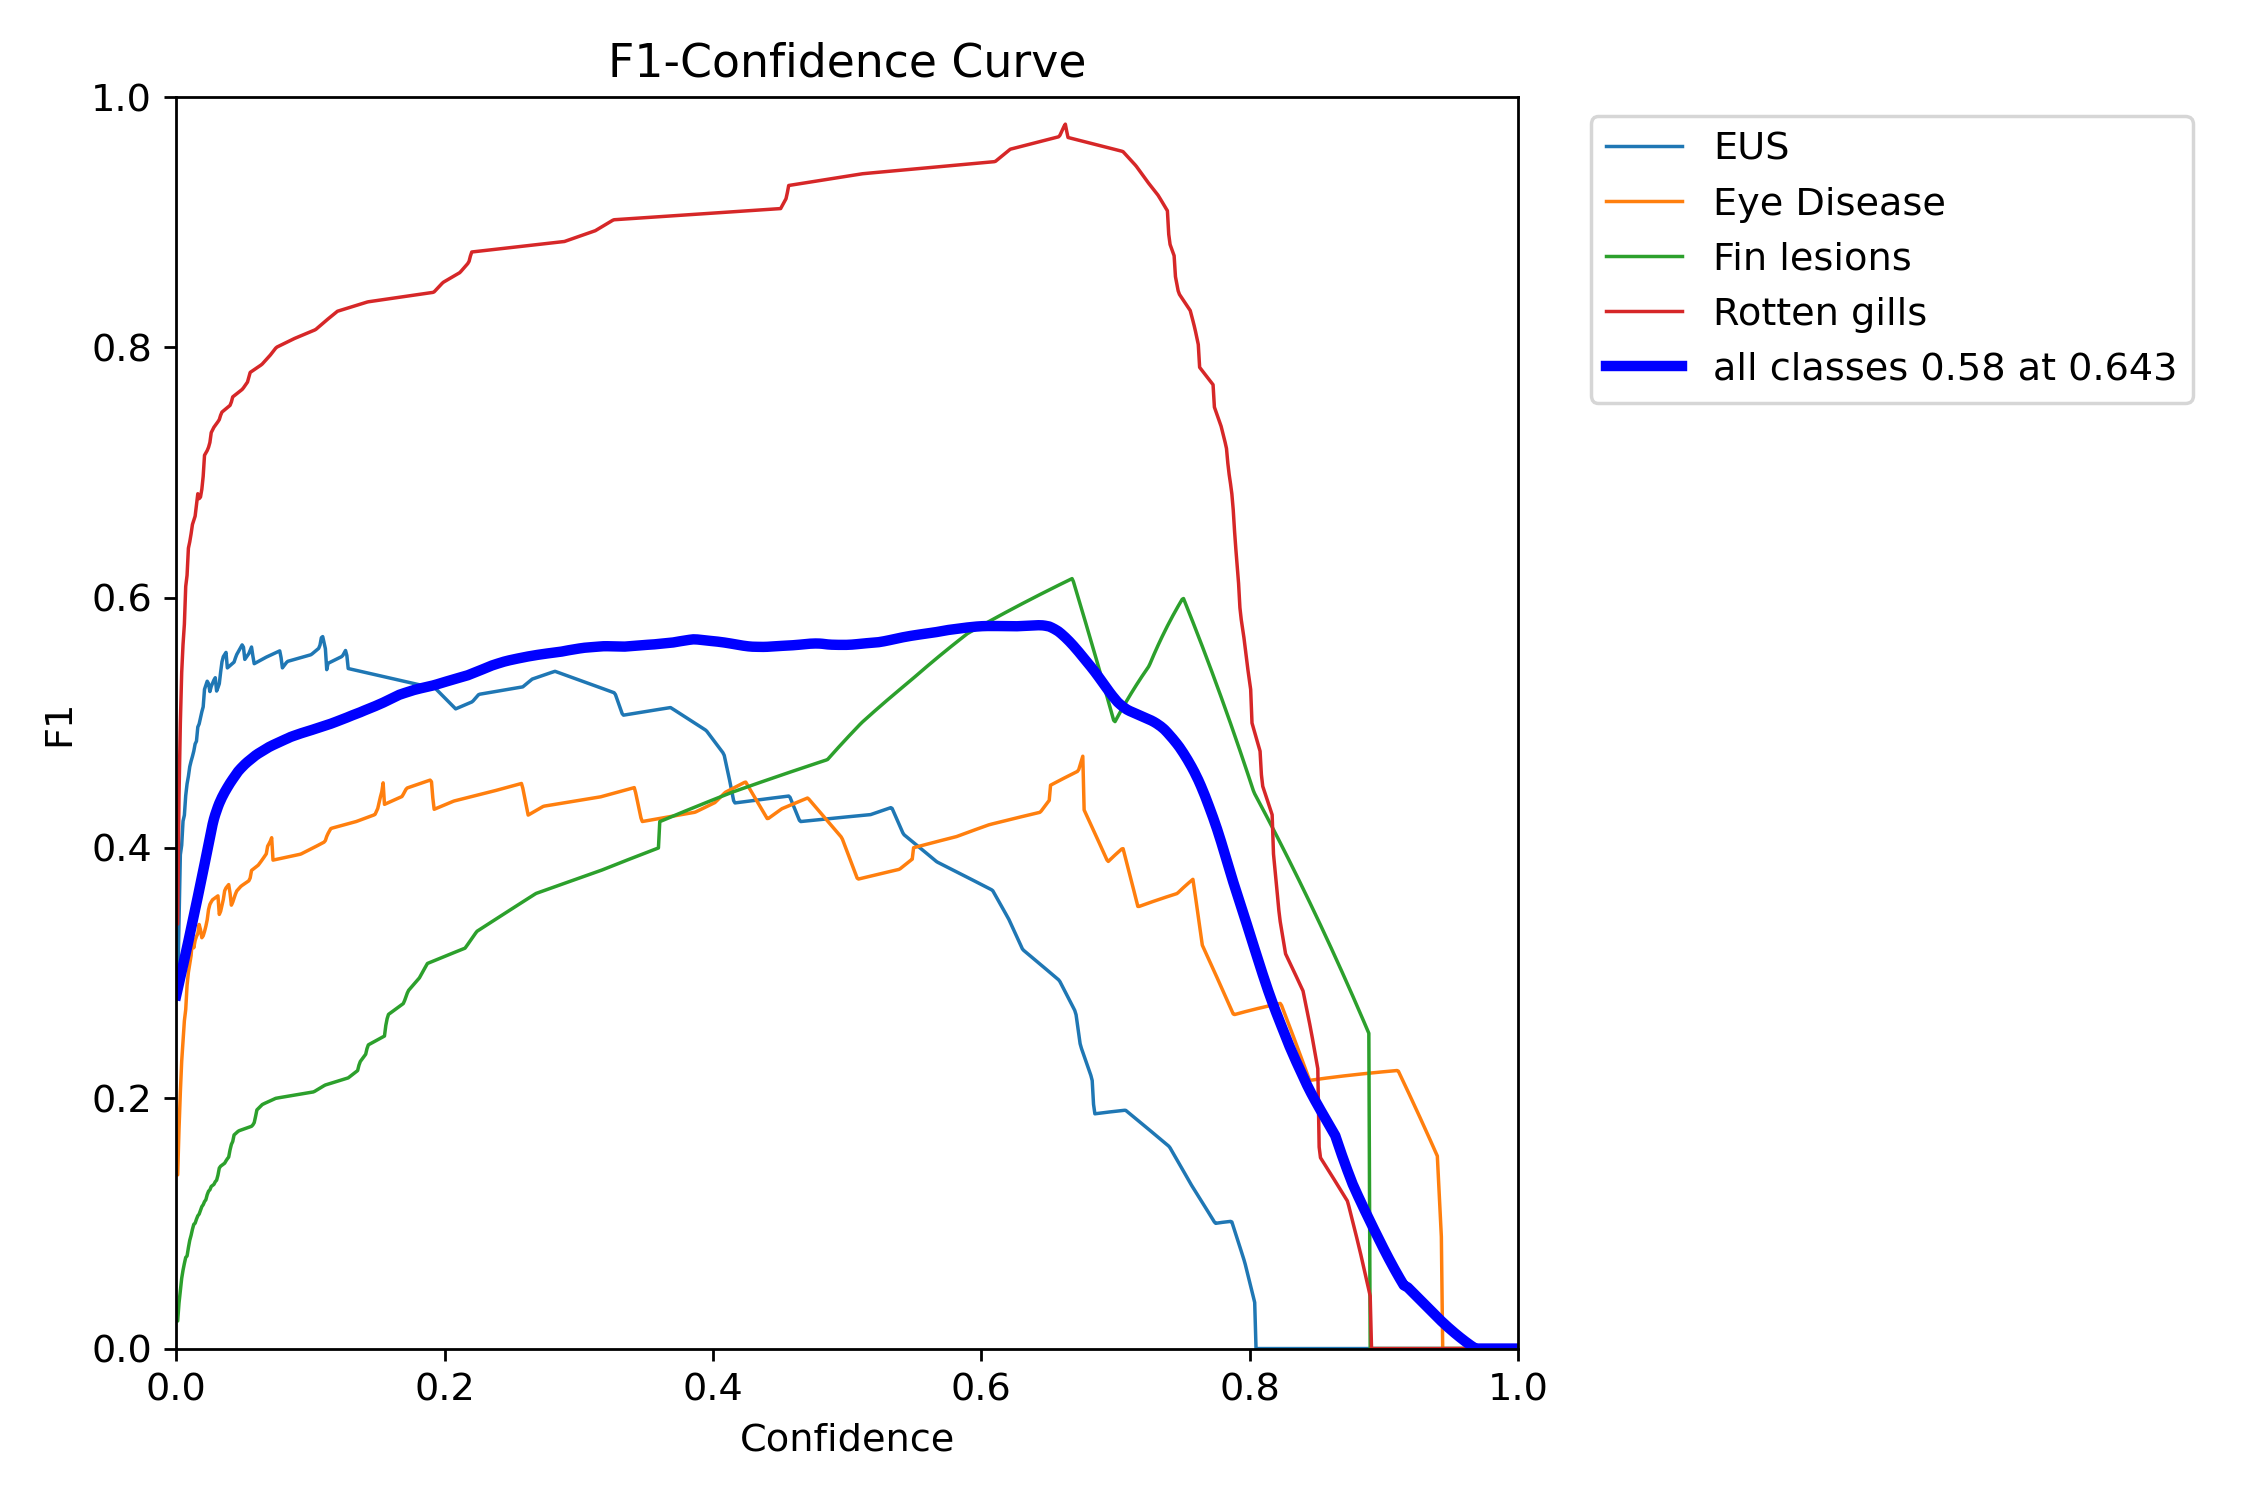 F1-Confidence Curve
1.0
0.8
0.6
0.4
0.2
0.0
F1
0.0 0.2 0.4 0.6 0.8 1.0
Confidence
EUS
Eye Disease
Fin lesions
Rotten gills
all classes 0.58 at 0.643